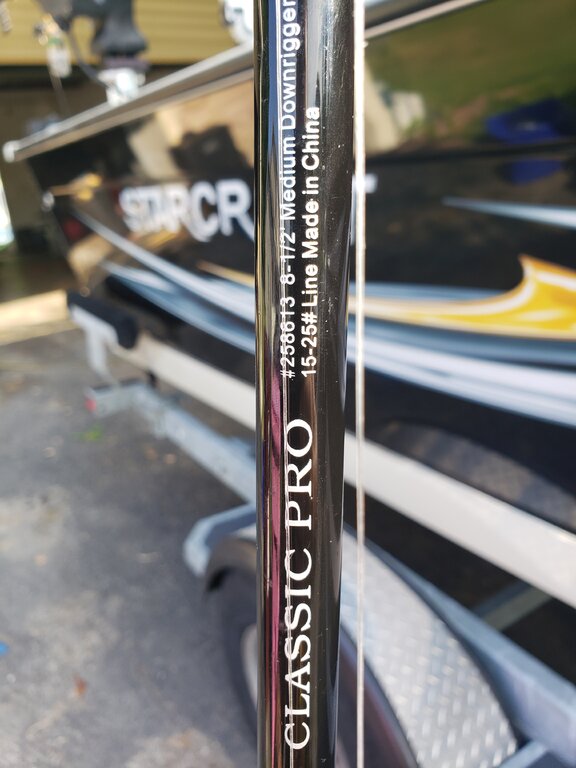 CLASSIC PRO
#258613 8-1/2' Medium Downrigger
15-25# Line Made in China